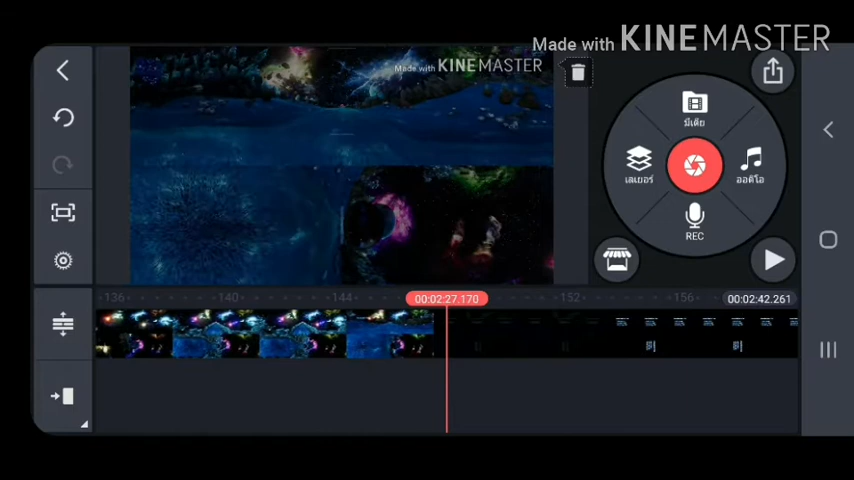 Made with KINEMASTER
Made with KINEMASTER
มีเดีย
เลเยอร์
ออดิโอ
REC
136
140
144
00:02:27.170
152
156
00:02:42.261